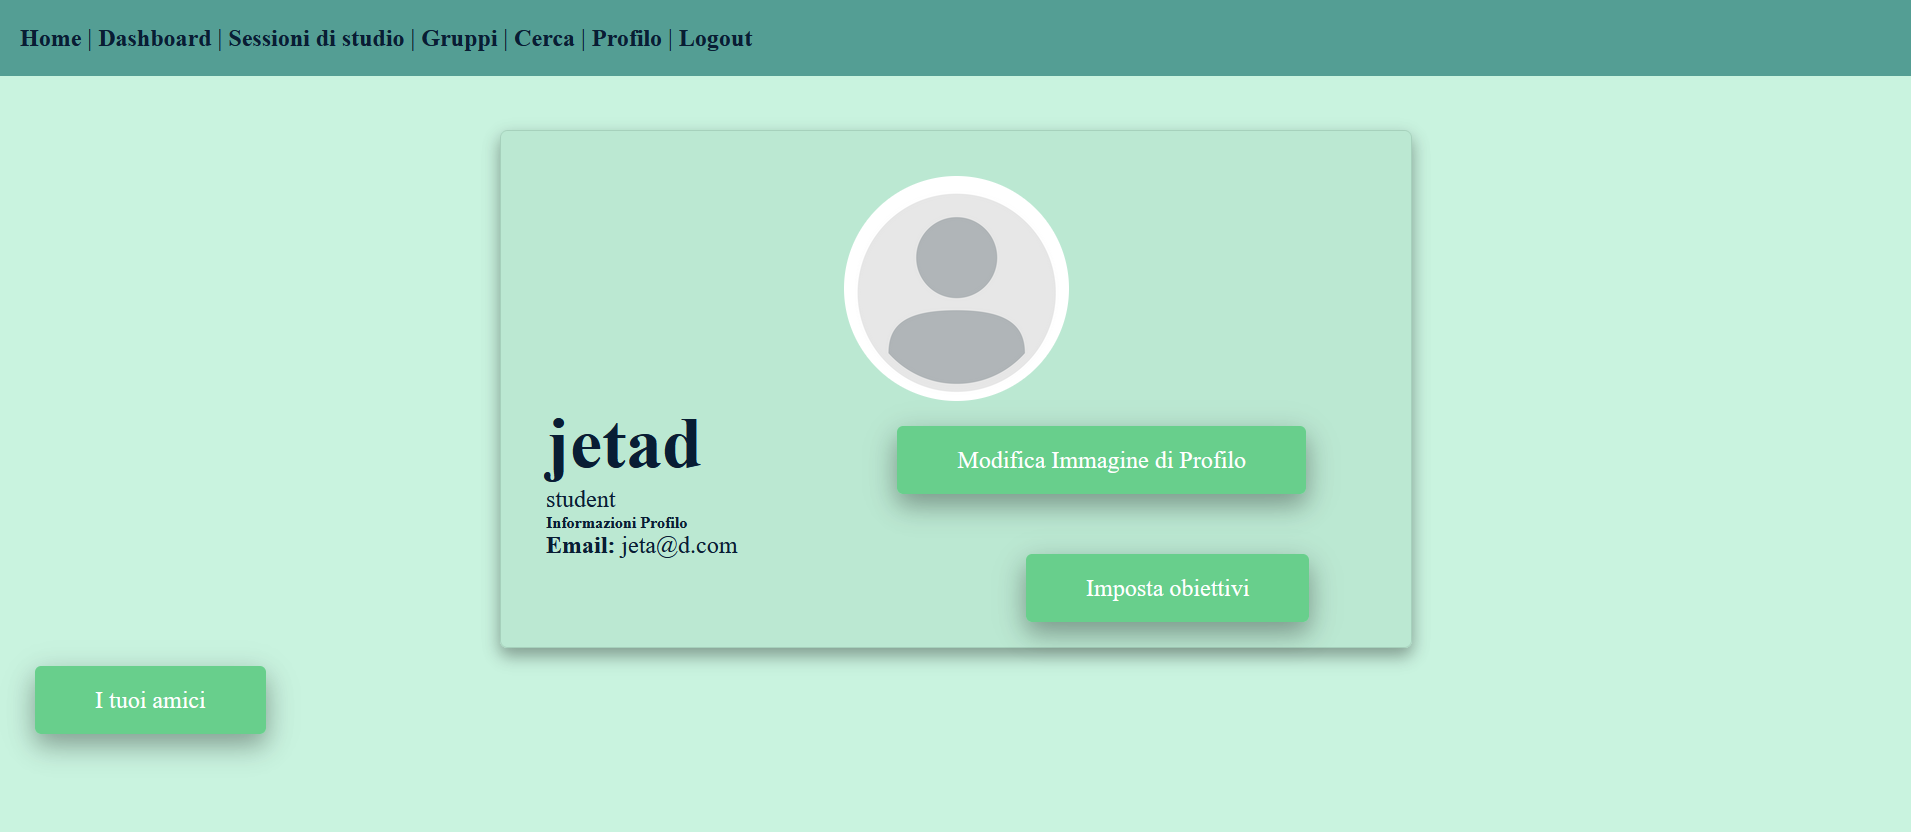 Home | Dashboard | Sessioni di studio | Gruppi | Cerca | Profilo | Logout
jetad
student
Informazioni Profilo
Email: jeta@d.com
Modifica Immagine di Profilo
Imposta obiettivi
I tuoi amici